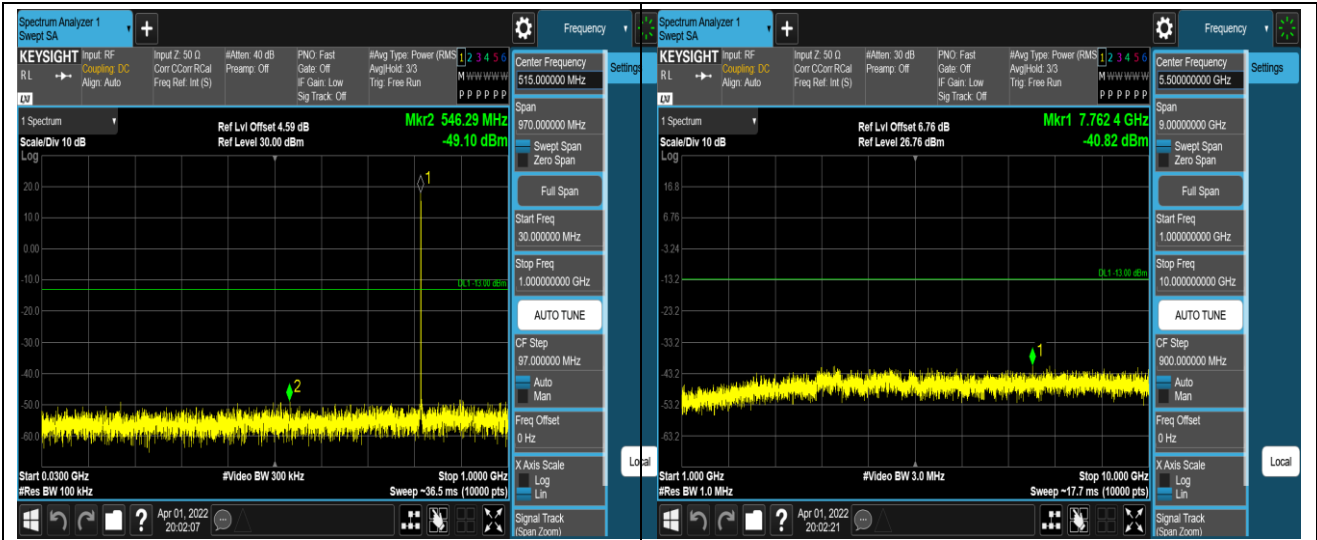 Spectrum Analyzer 1
Swept SA
+
Frequency
KEYSIGHT
RL
LXI
Input: RF
Coupling: DC
Align: Auto
Input Z: 50 Ω
Corr CCorr RCal
Freq Ref: Int (S)
#Atten: 40 dB
Preamp: Off
PNO: Fast
Gate: Off
IF Gain: Low
Sig Track: Off
#Avg Type: Power (RMS
Avg|Hold: 3/3
Trig: Free Run
1 2 3 4 5 6
M W W W W W
P P P P P P
1 Spectrum
Scale/Div 10 dB
Log
Ref Lvl Offset 4.59 dB
Ref Level 30.00 dBm
Mkr2 546.29 MHz
-49.10 dBm
20.0
10.0
0.00
-10.0
-20.0
-30.0
-40.0
-50.0
-60.0
1
2
DL1 -13.00 dBm
Start 0.0300 GHz
#Res BW 100 kHz
#Video BW 300 kHz
Stop 1.0000 GHz
Sweep ~36.5 ms (10000 pts)
Apr 01, 2022
20:02:07
?
Center Frequency
515.000000 MHz
Span
970.000000 MHz
Swept Span
Zero Span
Full Span
Start Freq
30.000000 MHz
Stop Freq
1.000000000 GHz
AUTO TUNE
CF Step
97.000000 MHz
Auto
Man
Freq Offset
0 Hz
X Axis Scale
Log
Lin
Signal Track
(Span Zoom)
Settings
Local
Spectrum Analyzer 1
Swept SA
+
Frequency
KEYSIGHT
RL
LXI
Input: RF
Coupling: DC
Align: Auto
Input Z: 50 Ω
Corr CCorr RCal
Freq Ref: Int (S)
#Atten: 30 dB
Preamp: Off
PNO: Fast
Gate: Off
IF Gain: Low
Sig Track: Off
#Avg Type: Power (RMS
Avg|Hold: 3/3
Trig: Free Run
1 2 3 4 5 6
M W W W W W
P P P P P P
1 Spectrum
Scale/Div 10 dB
Log
Ref Lvl Offset 6.76 dB
Ref Level 26.76 dBm
Mkr1 7.762 4 GHz
-40.82 dBm
16.8
6.76
-3.24
-13.2
-23.2
-33.2
-43.2
-53.2
-63.2
1
DL1 -13.00 dBm
Start 1.000 GHz
#Res BW 1.0 MHz
#Video BW 3.0 MHz
Stop 10.000 GHz
Sweep ~17.7 ms (10000 pts)
Apr 01, 2022
20:02:21
?
Center Frequency
5.500000000 GHz
Span
9.00000000 GHz
Swept Span
Zero Span
Full Span
Start Freq
1.000000000 GHz
Stop Freq
10.000000000 GHz
AUTO TUNE
CF Step
900.000000 MHz
Auto
Man
Freq Offset
0 Hz
X Axis Scale
Log
Lin
Signal Track
(Span Zoom)
Settings
Local